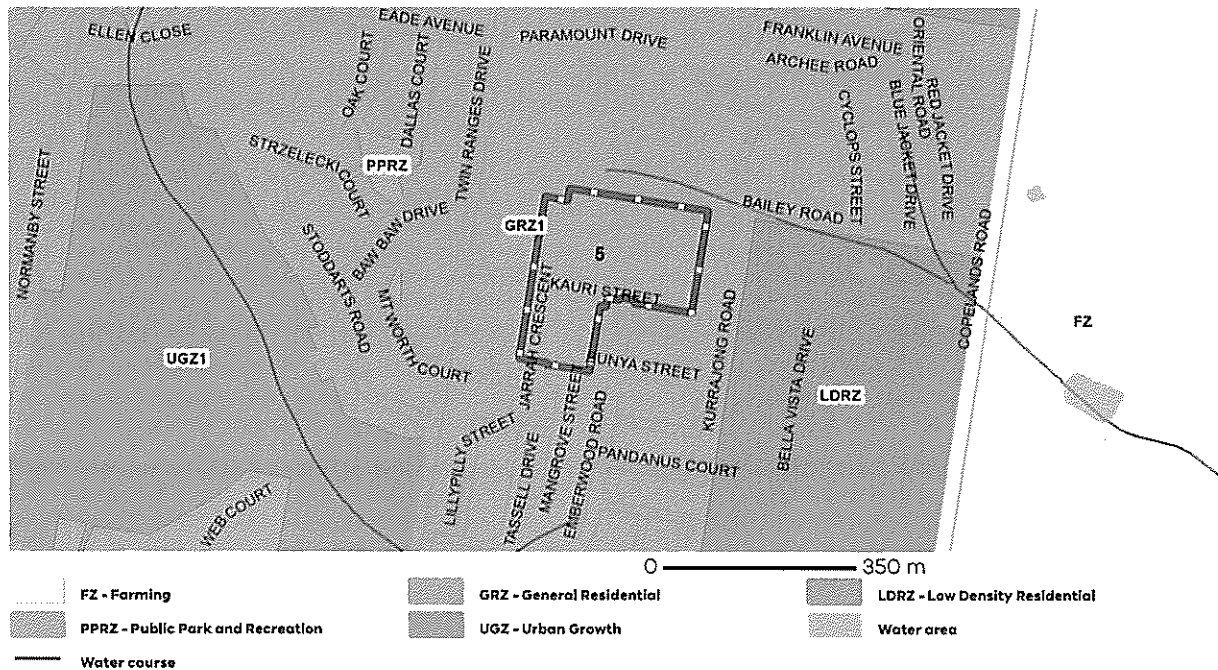 ELLEN CLOSE
EADE AVENUE
PARAMOUNT DRIVE
FRANKLIN AVENUE
ARCHEE ROAD
ORIENTAL ROAD
RED JACKET DRIVE
BLUE JACKET DRIVE
CYCLOPS STREET
OAK COURT
DALLAS COURT
TWIN RANGES DRIVE
STRZELECKI COURT
PPRZ
NORMANBY STREET
BAW BAW DRIVE
STODDARTS ROAD
MT WORTH COURT
GRZ1
5
BAILEY ROAD
COPELANDS ROAD
KAURI STREET
JARRAH CRESCENT
FZ
UGZ1
UNYA STREET
KURRAJONG ROAD
BELLA VISTA DRIVE
LDRZ
LILLYPILLY STREET
TASSELL DRIVE
MANGROVE STREET
EMBERWOOD ROAD
PANDANUS COURT
WEB COURT
0 350 m
FZ - Farming
GRZ - General Residential
LDRZ - Low Density Residential
PPRZ - Public Park and Recreation
UGZ - Urban Growth
Water area
Water course